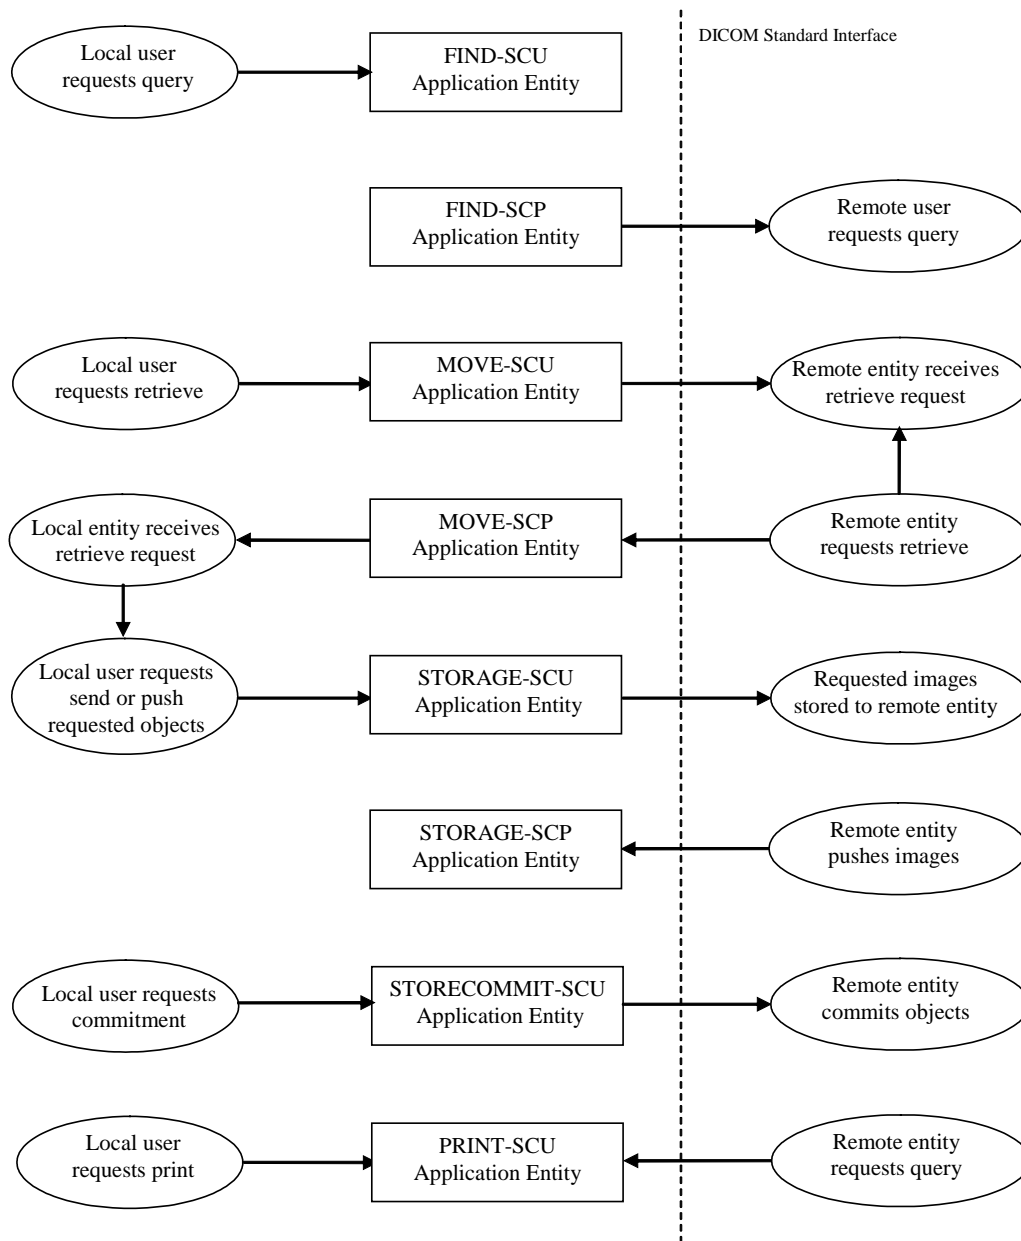 DICOM Standard Interface
Local user
requests query
FIND-SCU
Application Entity
FIND-SCP
Application Entity
Remote user
requests query
Local user
requests retrieve
MOVE-SCU
Application Entity
Remote entity receives
retrieve request
Local entity receives
retrieve request
MOVE-SCP
Application Entity
Remote entity
requests retrieve
Local user requests
send or push
requested objects
STORAGE-SCU
Application Entity
Requested images
stored to remote entity
STORAGE-SCP
Application Entity
Remote entity
pushes images
Local user requests
commitment
STORECOMMIT-SCU
Application Entity
Remote entity
commits objects
Local user
requests print
PRINT-SCU
Application Entity
Remote entity
requests query